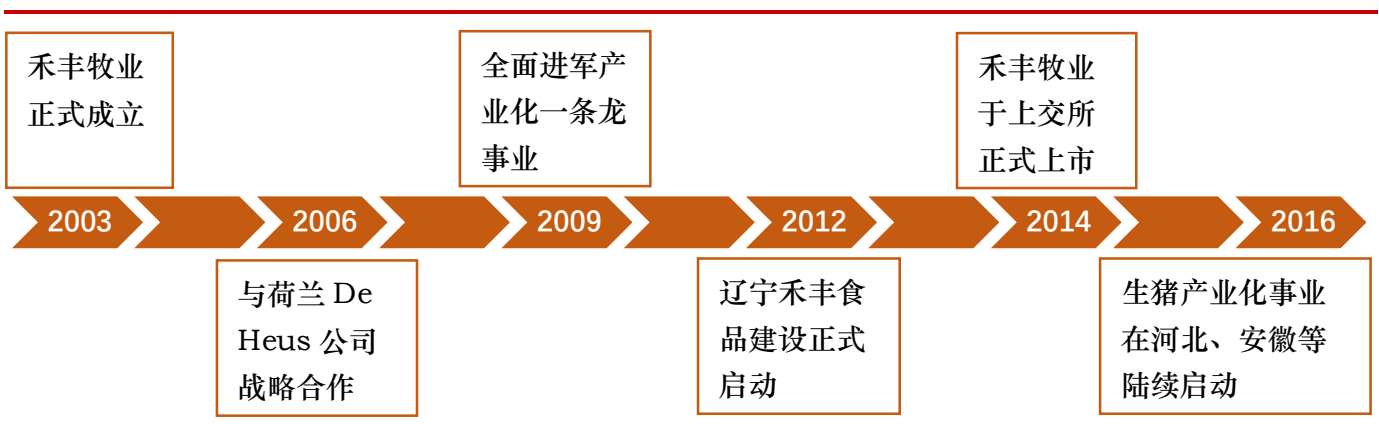 禾丰牧业
正式成立
全面进军产
业化一条龙
事业
禾丰牧业
于上交所
正式上市
2003
2006
2009
2012
2014
2016
与荷兰 De
Heus 公司
战略合作
辽宁禾丰食
品建设正式
启动
生猪产业化事业
在河北、安徽等
陆续启动